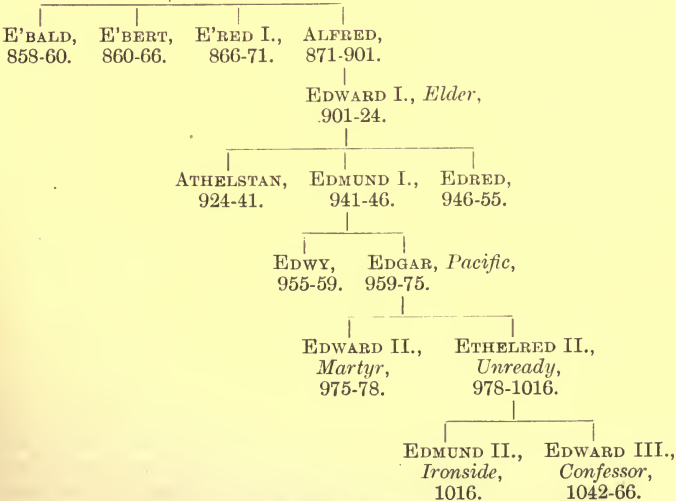 E'BALD, E'BERT, E'RED I., ALFRED,
858-60. 860-66. 866-71. 871-901.
EDWARD I., Elder,
901-24.
ATHELSTAN, EDMUND I., EDRED,
924-41. 941-46. 946-55.
EDWY, EDGAR, Pacific,
955-59. 959-75.
EDWARD II., ETHELRED II.,
Martyr, Unready,
975-78. 978-1016.
EDMUND II., EDWARD III.,
Ironside, Confessor,
1016. 1042-66.